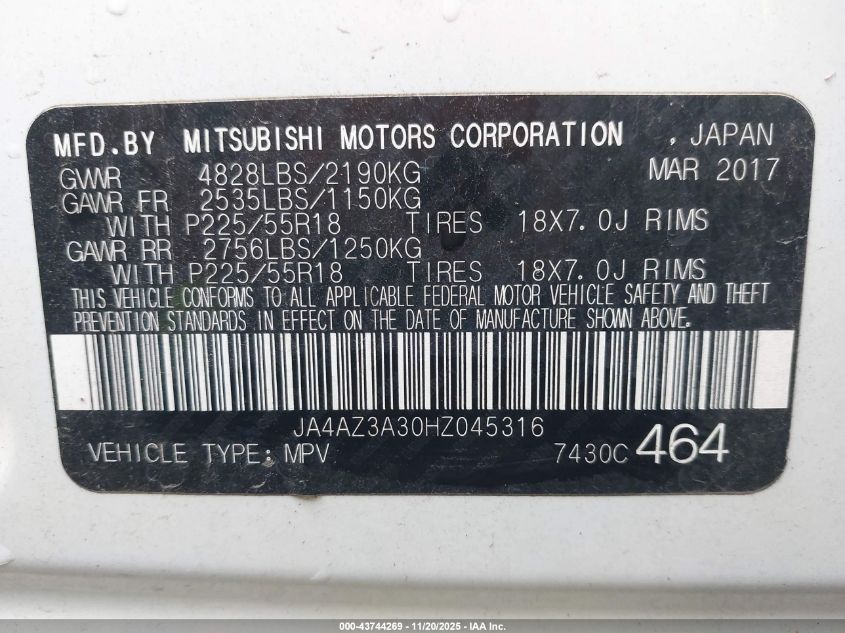 MFD.BY MITSUBISHI MOTORS CORPORATION , JAPAN
GVWR 4828LBS/2190KG MAR 2017
GAWR FR 2535LBS/1150KG
WITH P225/55R18 TIRES 18X7.0J RIMS
GAWR RR 2756LBS/1250KG
WITH P225/55R18 TIRES 18X7.0J RIMS
THIS VEHICLE CONFORMS TO ALL APPLICABLE FEDERAL MOTOR VEHICLE SAFETY AND THEFT
PREVENTION STANDARDS IN EFFECT ON THE DATE OF MANUFACTURE SHOWN ABOVE.
JA4AZ3A30HZ045316
VEHICLE TYPE: MPV 7430C 464
000-43744269 - 11/20/2025 - IAA Inc.